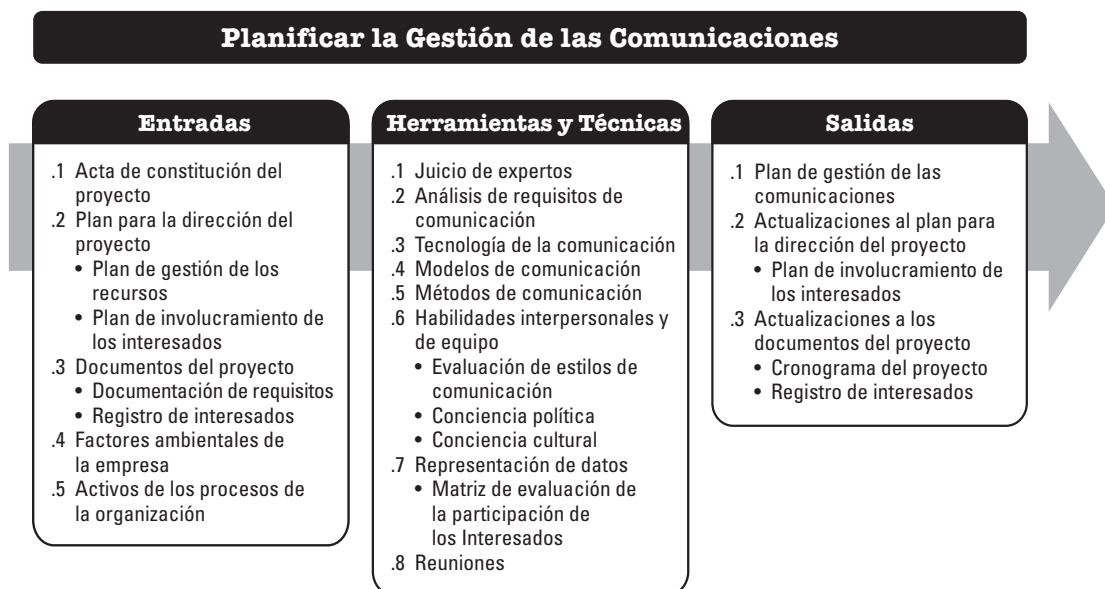 Planificar la Gestión de las Comunicaciones
Entradas
.1 Acta de constitución del
proyecto
.2 Plan para la dirección del
proyecto
• Plan de gestión de los
recursos
• Plan de involucramiento de
los interesados
.3 Documentos del proyecto
• Documentación de requisitos
• Registro de interesados
.4 Factores ambientales de
la empresa
.5 Activos de los procesos de
la organización
Herramientas y Técnicas
.1 Juicio de expertos
.2 Análisis de requisitos de
comunicación
.3 Tecnología de la comunicación
.4 Modelos de comunicación
.5 Métodos de comunicación
.6 Habilidades interpersonales y
de equipo
• Evaluación de estilos de
comunicación
• Conciencia política
• Conciencia cultural
.7 Representación de datos
• Matriz de evaluación de
la participación de
los Interesados
.8 Reuniones
Salidas
.1 Plan de gestión de las
comunicaciones
.2 Actualizaciones al plan para
la dirección del proyecto
• Plan de involucramiento de
los interesados
.3 Actualizaciones a los
documentos del proyecto
• Cronograma del proyecto
• Registro de interesados